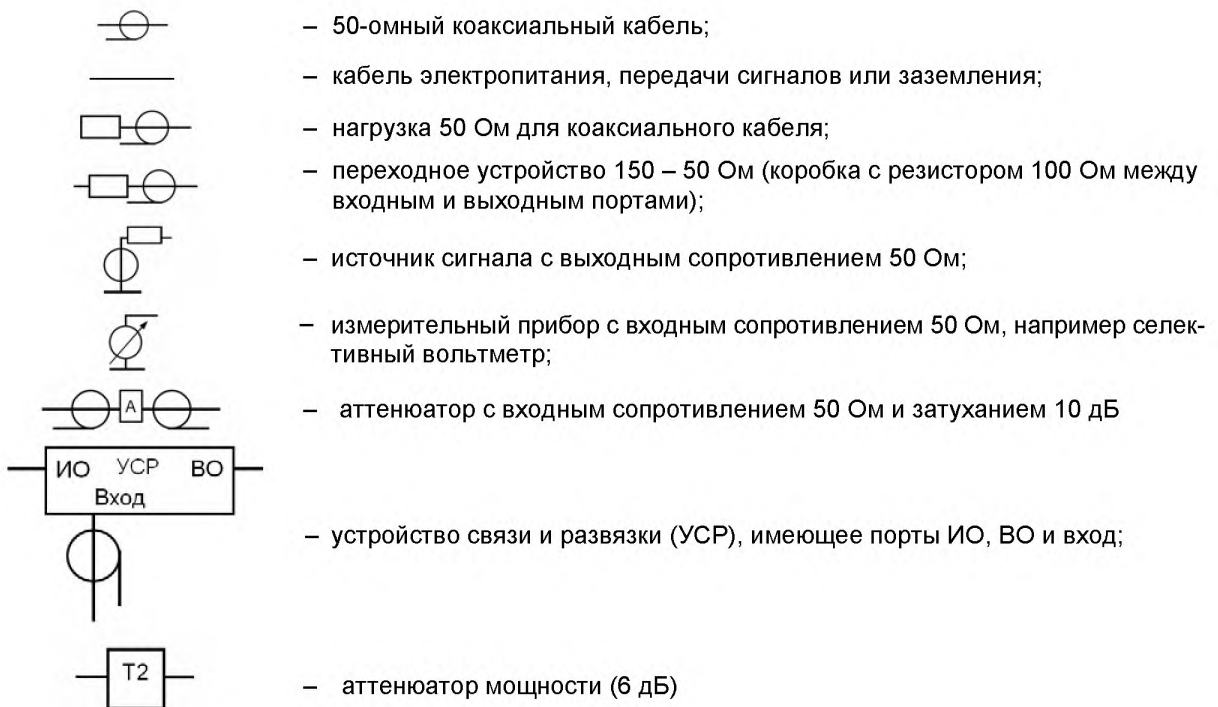 – 50-омный коаксиальный кабель;
– кабель электропитания, передачи сигналов или заземления;
– нагрузка 50 Ом для коаксиального кабеля;
– переходное устройство 150 – 50 Ом (коробка с резистором 100 Ом между
входным и выходным портами);
– источник сигнала с выходным сопротивлением 50 Ом;
– измерительный прибор с входным сопротивлением 50 Ом, например селек-
тивный вольтметр;
А – аттенюатор с входным сопротивлением 50 Ом и затуханием 10 дБ
ИО УСР ВО
Вход
– устройство связи и развязки (УСР), имеющее порты ИО, ВО и вход;
Т2
– аттенюатор мощности (6 дБ)